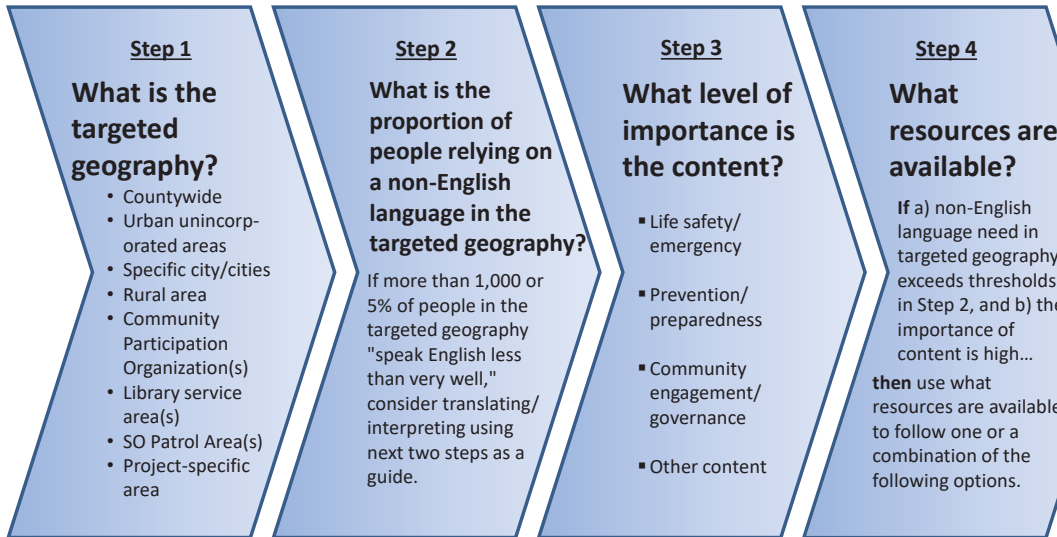 Step 1
What is the
targeted
geography?
• Countywide
• Urban unincorp-
orated areas
• Specific city/cities
• Rural area
• Community
Participation
Organization(s)
• Library service
area(s)
• SO Patrol Area(s)
• Project-specific
area
Step 2
What is the
proportion of
people relying on
a non-English
language in the
targeted geography?
If more than 1,000 or
5% of people in the
targeted geography
"speak English less
than very well,"
consider translating/
interpreting using
next two steps as a
guide.
Step 3
What level of
importance is
the content?
▪ Life safety/
emergency
▪ Prevention/
preparedness
▪ Community
engagement/
governance
▪ Other content
Step 4
What
resources are
available?
If a) non-English
language need in
targeted geography
exceeds thresholds
in Step 2, and b) the
importance of
content is high…
then use what
resources are available
to follow one or a
combination of the
following options.